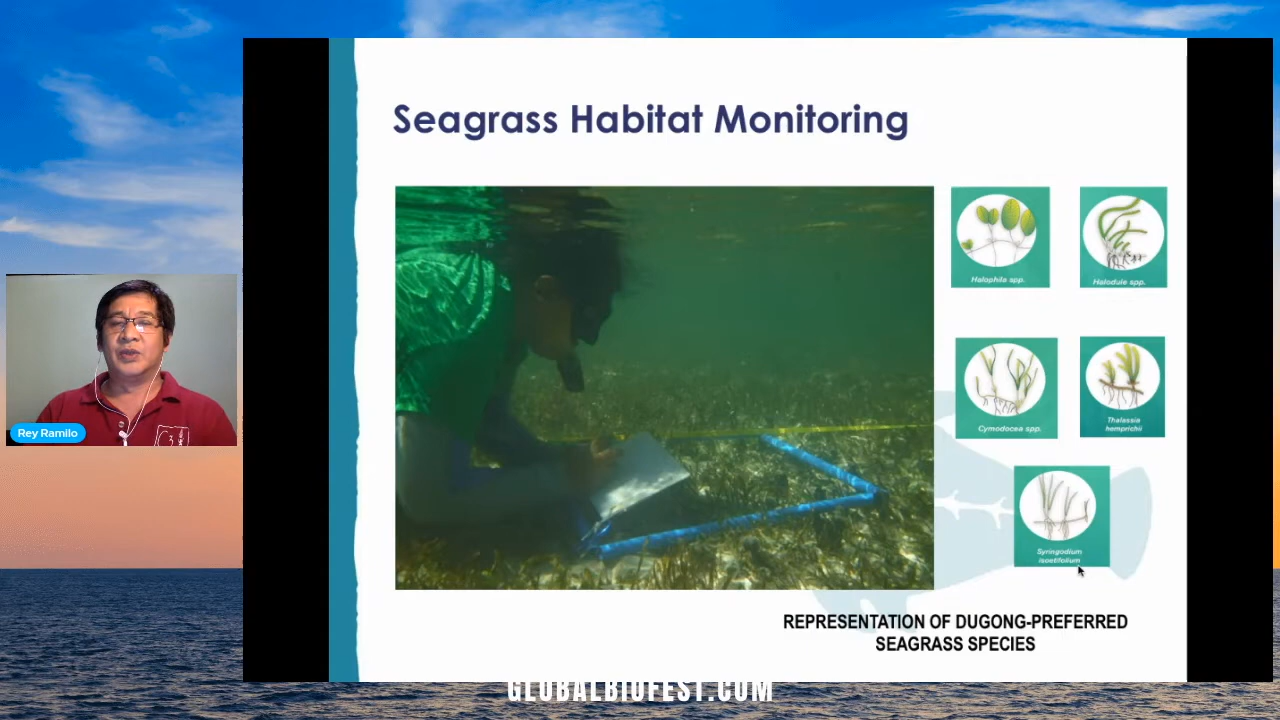 Seagrass Habitat Monitoring
Halophila spp.
Halodule spp.
Cymodocea spp.
Thalassia
hemprichii
Syringodium
isoetifolium
Rey Ramilo
REPRESENTATION OF DUGONG-PREFERRED
SEAGRASS SPECIES
GLOBALBIOFEST.COM